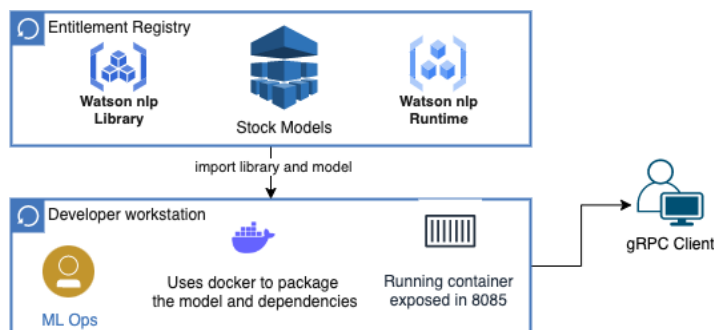 Entitlement Registry
Watson nlp
Library
Stock Models
Watson nlp
Runtime
import library and model
Developer workstation
ML Ops
Uses docker to package
the model and dependencies
Running container
exposed in 8085
gRPC Client